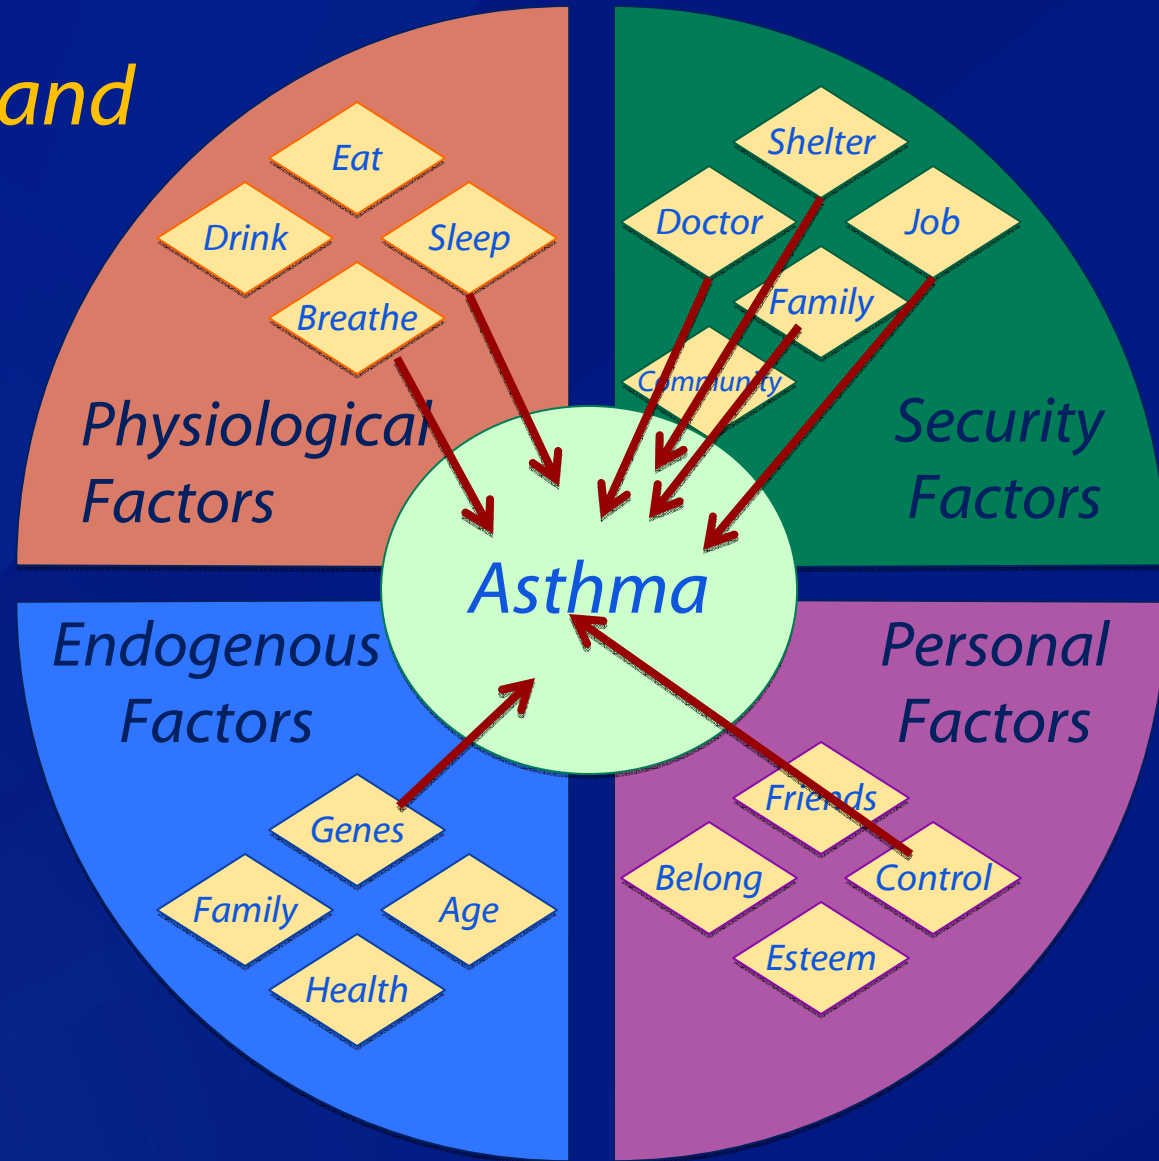 and
Eat
Drink
Sleep
Breathe
Physiological
Factors
Shelter
Doctor
Job
Family
Community
Security
Factors
Asthma
Endogenous
Factors
Genes
Family
Age
Health
Personal
Factors
Friends
Belong
Control
Esteem